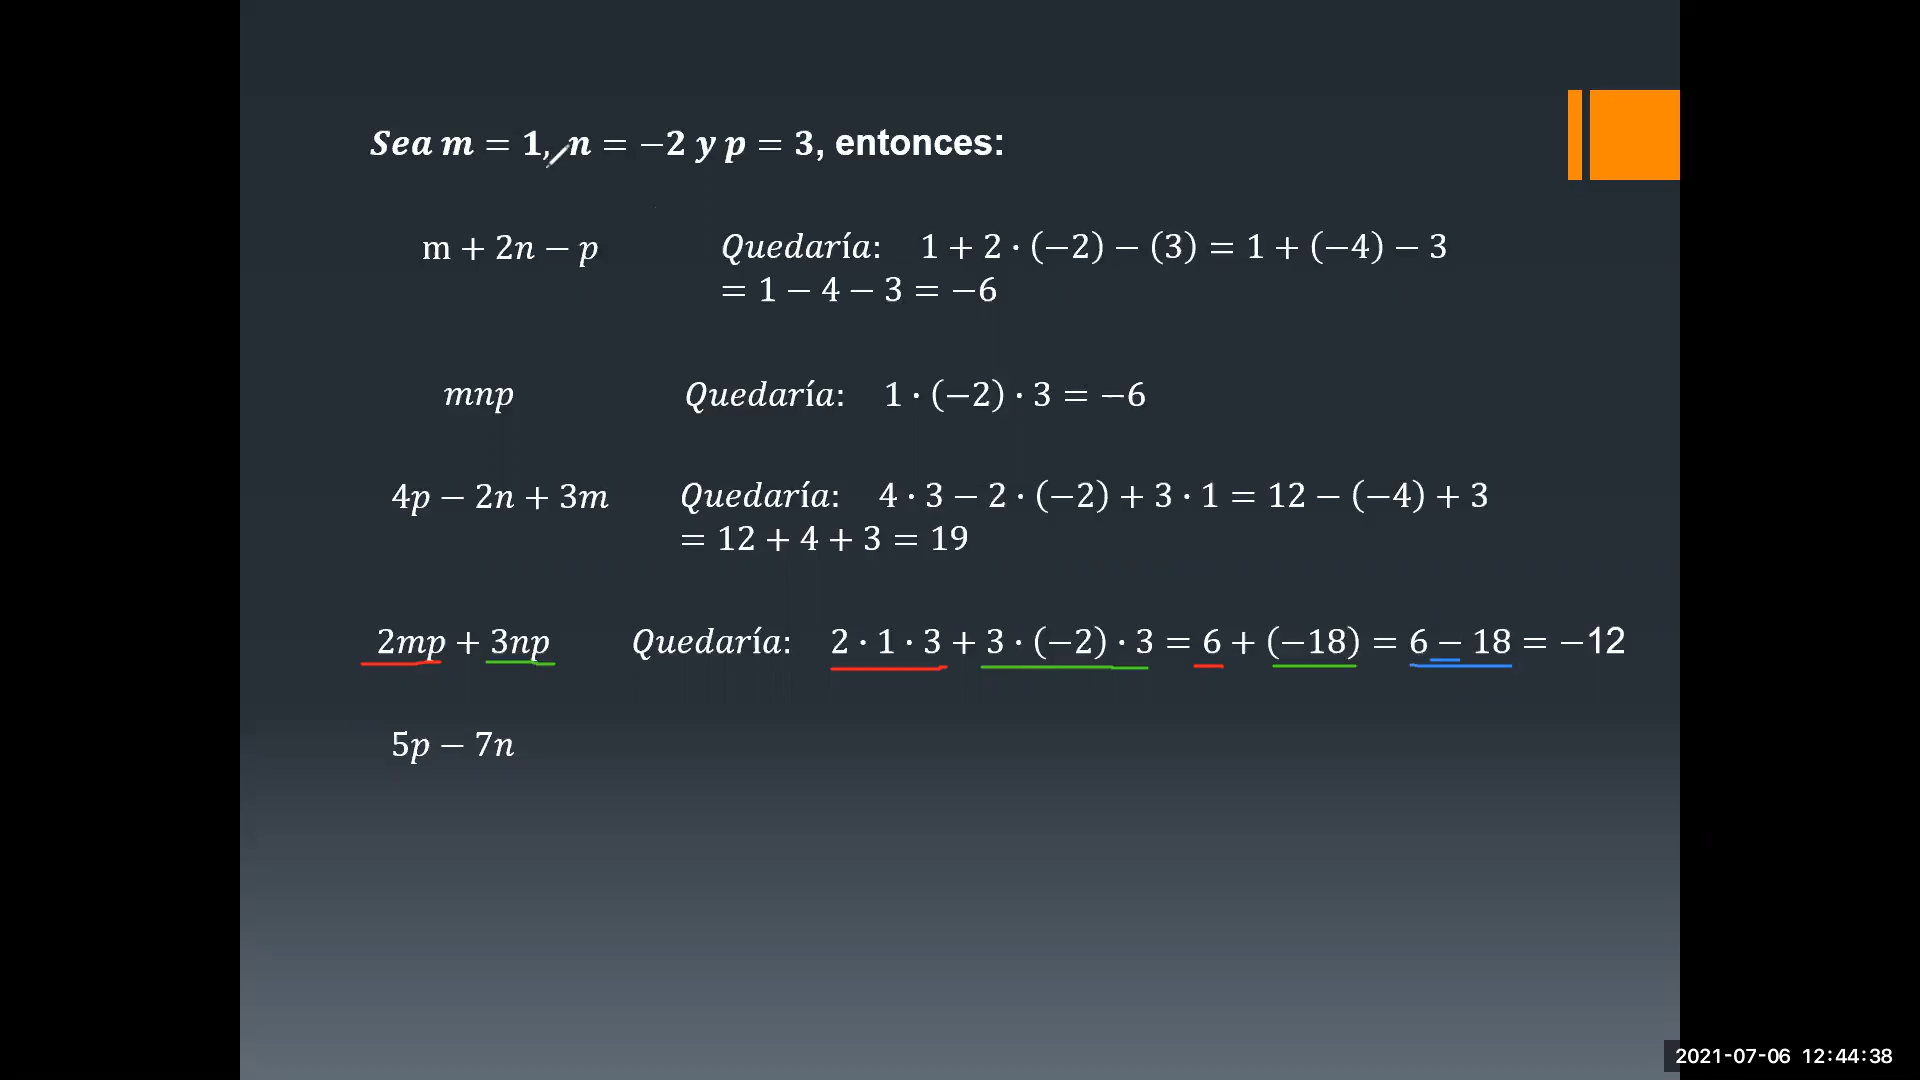 Sea m = 1, n = −2 y p = 3, entonces:
m + 2n − p Quedaría: 1 + 2 · (−2) − (3) = 1 + (−4) − 3
= 1 − 4 − 3 = −6
mnp Quedaría: 1 · (−2) · 3 = −6
4p − 2n + 3m Quedaría: 4 · 3 − 2 · (−2) + 3 · 1 = 12 − (−4) + 3
= 12 + 4 + 3 = 19
2mp + 3np Quedaría: 2 · 1 · 3 + 3 · (−2) · 3 = 6 + (−18) = 6 − 18 = −12
5p − 7n
2021-07-06 12:44:38